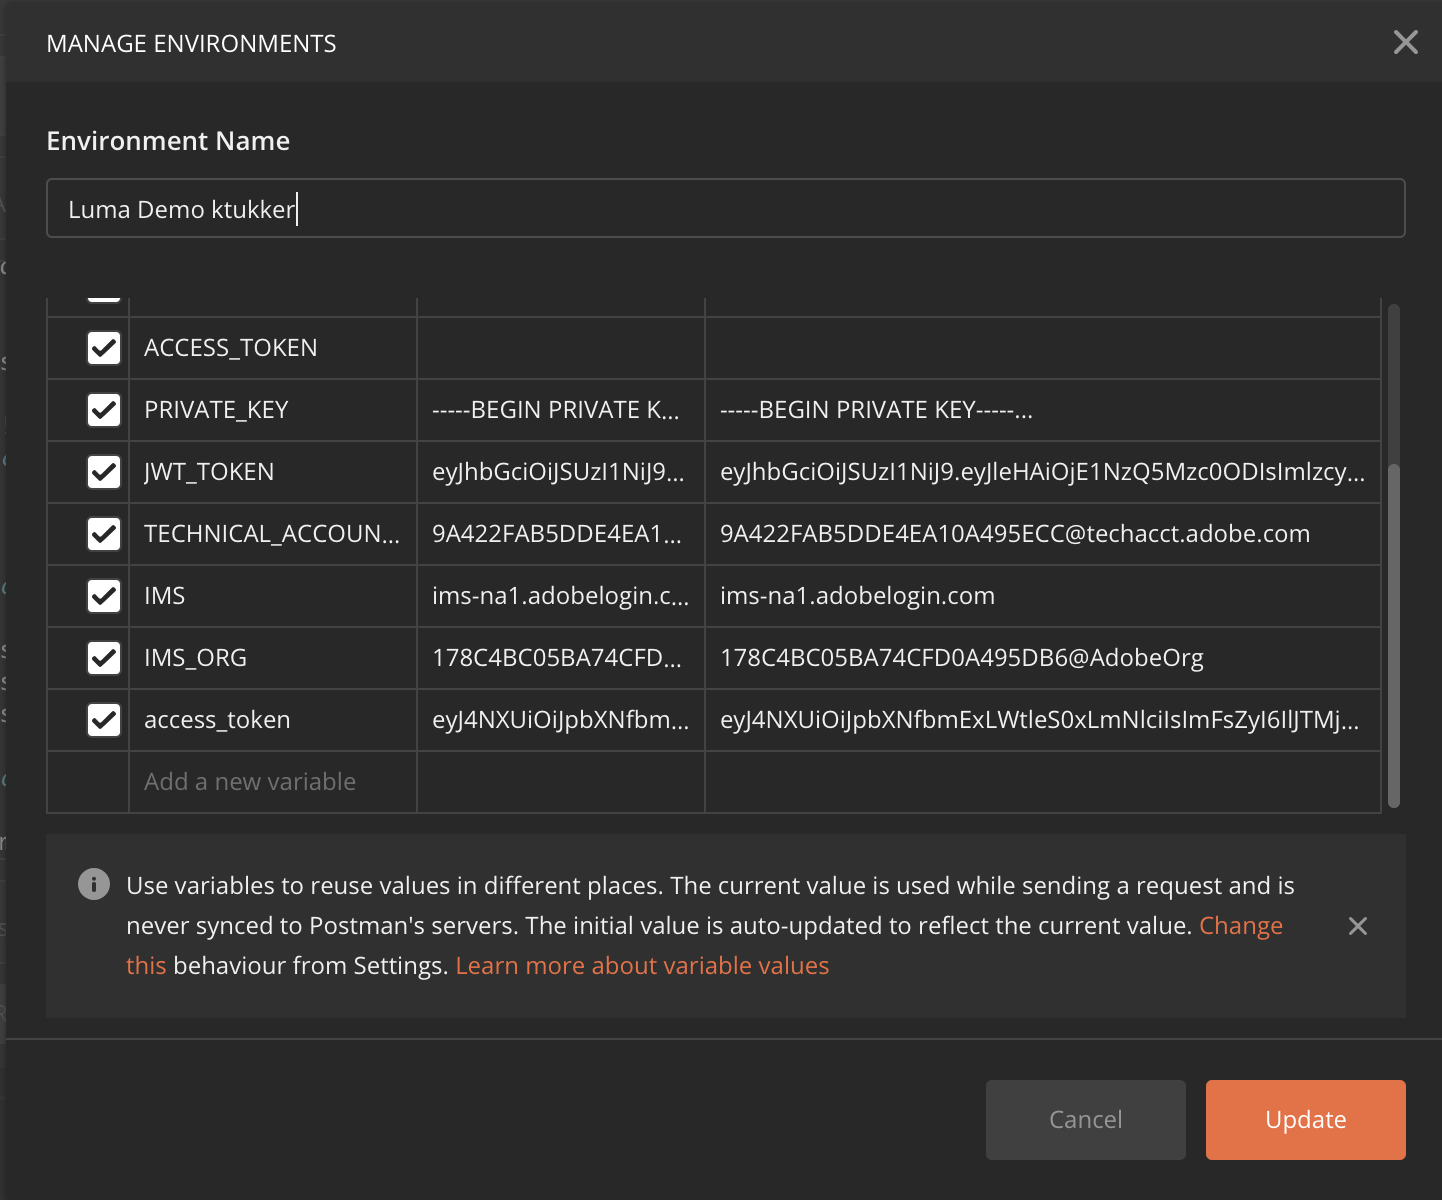 MANAGE ENVIRONMENTS
Environment Name
Luma Demo ktukker
ACCESS_TOKEN
PRIVATE_KEY -----BEGIN PRIVATE K... -----BEGIN PRIVATE KEY-----...
JWT_TOKEN eyJhbGciOiJSUzI1NiJ9... eyJhbGciOiJSUzI1NiJ9.eyJleHAiOjE1NzQ5Mzc0ODIsImlzcy...
TECHNICAL_ACCOUN... 9A422FAB5DDE4EA1... 9A422FAB5DDE4EA10A495ECC@techacct.adobe.com
IMS ims-na1.adobelogin.c... ims-na1.adobelogin.com
IMS_ORG 178C4BC05BA74CFD... 178C4BC05BA74CFD0A495DB6@AdobeOrg
access_token eyJ4NXUiOiJpbXNfbm... eyJ4NXUiOiJpbXNfbmExLWtleS0xLmNlciIsImFsZyI6IlJTMj...
Add a new variable
Use variables to reuse values in different places. The current value is used while sending a request and is
never synced to Postman's servers. The initial value is auto-updated to reflect the current value. Change
this behaviour from Settings. Learn more about variable values
Cancel Update